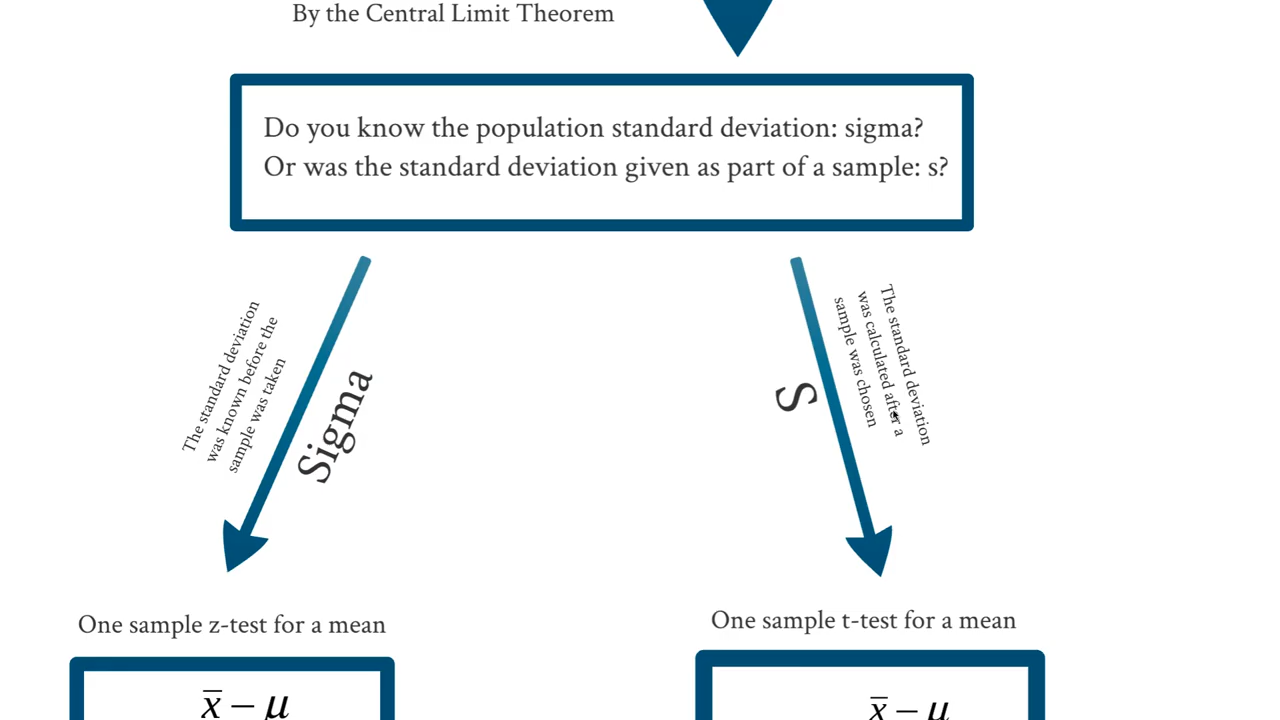 By the Central Limit Theorem
Do you know the population standard deviation: sigma?
Or was the standard deviation given as part of a sample: s?
The standard deviation
was known before the
sample was taken
Sigma
S
The standard deviation
was calculated after a
sample was chosen
One sample z-test for a mean
One sample t-test for a mean
x̄ − μ
x̄ − μ